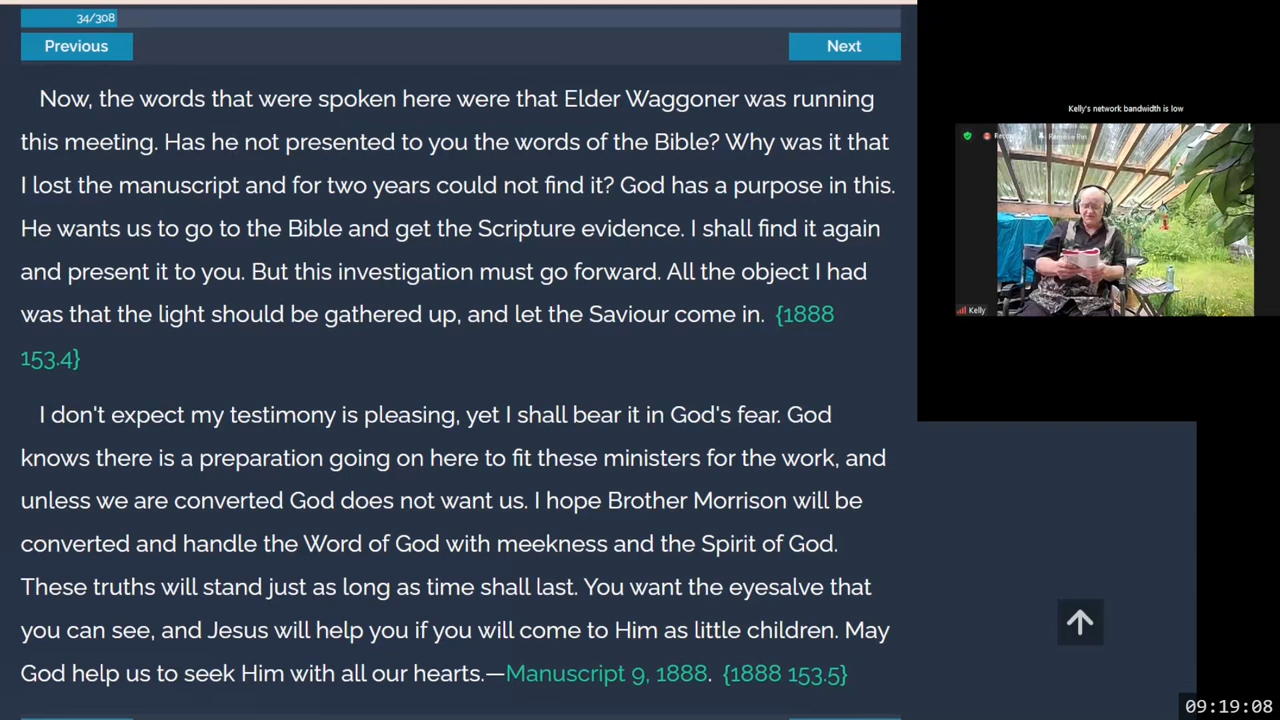 34/308
Previous
Next
Now, the words that were spoken here were that Elder Waggoner was running
this meeting. Has he not presented to you the words of the Bible? Why was it that
I lost the manuscript and for two years could not find it? God has a purpose in this.
He wants us to go to the Bible and get the Scripture evidence. I shall find it again
and present it to you. But this investigation must go forward. All the object I had
was that the light should be gathered up, and let the Saviour come in. {1888
153.4}
I don't expect my testimony is pleasing, yet I shall bear it in God's fear. God
knows there is a preparation going on here to fit these ministers for the work, and
unless we are converted God does not want us. I hope Brother Morrison will be
converted and handle the Word of God with meekness and the Spirit of God.
These truths will stand just as long as time shall last. You want the eyesalve that
you can see, and Jesus will help you if you will come to Him as little children. May
God help us to seek Him with all our hearts.—Manuscript 9, 1888. {1888 153.5}
Kelly's network bandwidth is low
Kelly
09:19:08